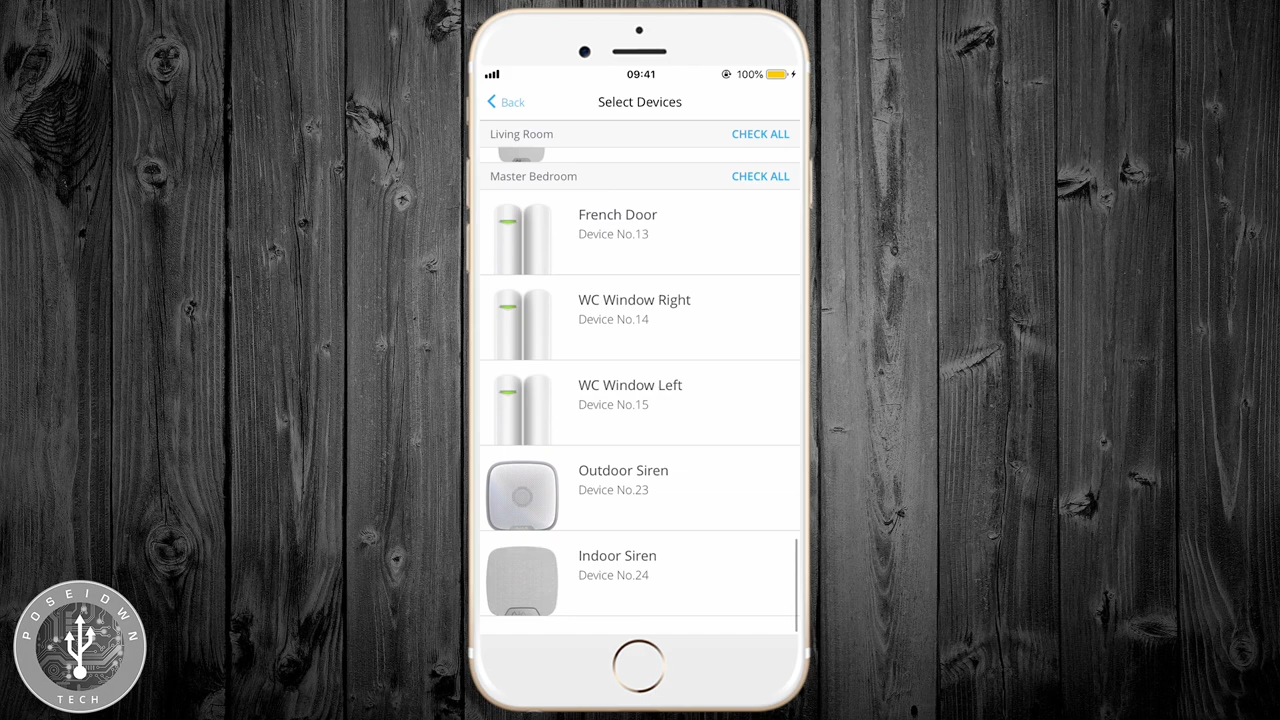 09:41
100%
Back
Select Devices
Living Room
CHECK ALL
Master Bedroom
CHECK ALL
French Door
Device No.13
WC Window Right
Device No.14
WC Window Left
Device No.15
Outdoor Siren
Device No.23
Indoor Siren
Device No.24
POSEIDWN
TECH